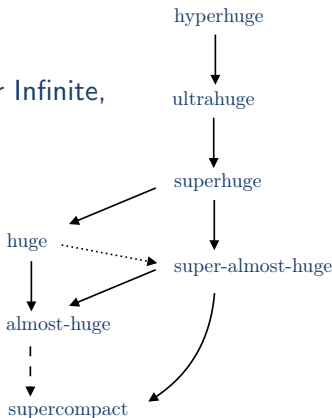 hyperhuge
r Infinite,
ultrahuge
superhuge
huge
super-almost-huge
almost-huge
supercompact